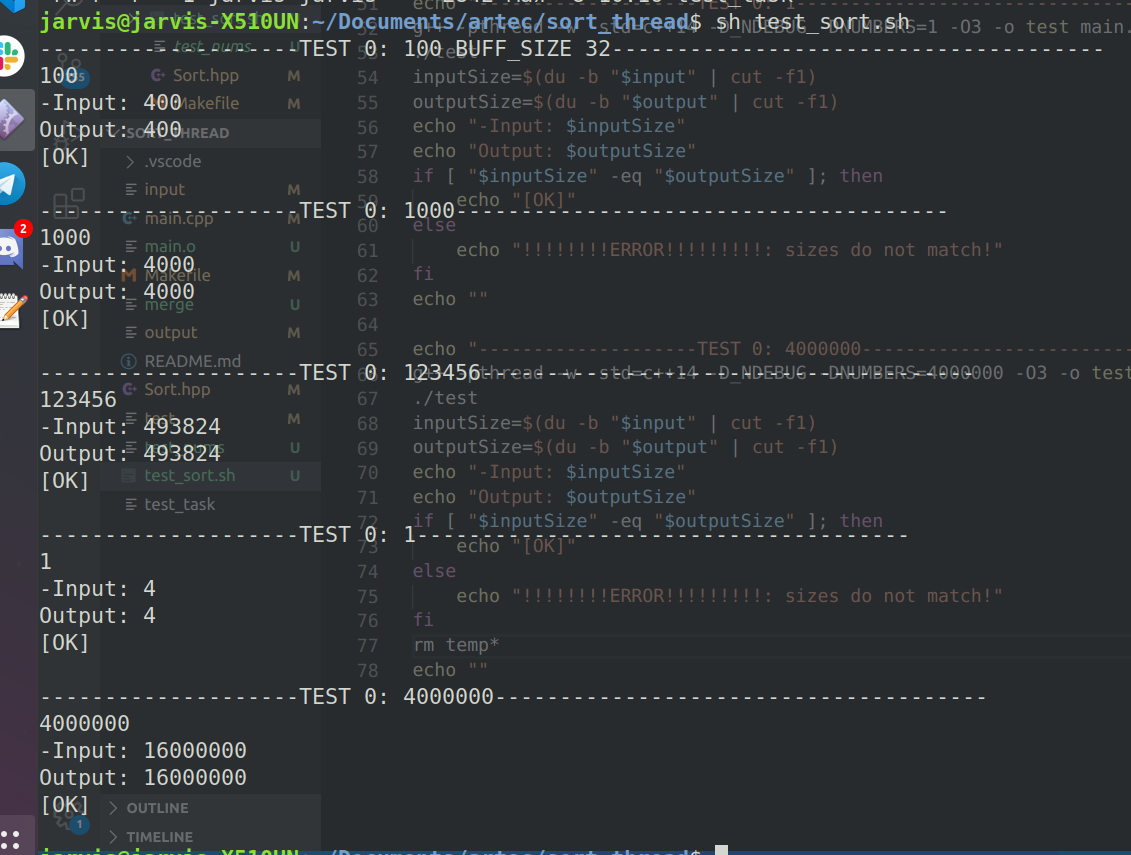 jarvis@jarvis-X510UN:~/Documents/artec/sort_thread$ sh test_sort.sh
--------------------TEST 0: 100 BUFF_SIZE 32--------------------------------------
100
-Input: 400
Output: 400
[OK]
--------------------TEST 0: 1000--------------------------------------
1000
-Input: 4000
Output: 4000
[OK]
--------------------TEST 0: 123456--------------------------------------
123456
-Input: 493824
Output: 493824
[OK]
--------------------TEST 0: 1--------------------------------------
1
-Input: 4
Output: 4
[OK]
--------------------TEST 0: 4000000--------------------------------------
4000000
-Input: 16000000
Output: 16000000
[OK]
jarvis@jarvis-X510UN:~/Documents/artec/sort_thread$
2
test_nums
Sort.hpp M
Makefile M
SORT_THREAD
.vscode
input M
main.cpp M
main.o U
Makefile M
merge U
output M
README.md
Sort.hpp M
test M
test_nums U
test_sort.sh U
test_task
OUTLINE
TIMELINE
1
54 inputSize=$(du -b "$input" | cut -f1)
55 outputSize=$(du -b "$output" | cut -f1)
56 echo "-Input: $inputSize"
57 echo "Output: $outputSize"
58 if [ "$inputSize" -eq "$outputSize" ]; then
59 echo "[OK]"
60 else
61 echo "!!!!!!!!ERROR!!!!!!!!!: sizes do not match!"
62 fi
63 echo ""
64
65 echo "--------------------TEST 0: 4000000-------------------------
66 g++ -pthread -w -std=c++14 -D_NDEBUG -DNUMBERS=4000000 -O3 -o test
67 ./test
68 inputSize=$(du -b "$input" | cut -f1)
69 outputSize=$(du -b "$output" | cut -f1)
70 echo "-Input: $inputSize"
71 echo "Output: $outputSize"
72 if [ "$inputSize" -eq "$outputSize" ]; then
73 echo "[OK]"
74 else
75 echo "!!!!!!!!ERROR!!!!!!!!!: sizes do not match!"
76 fi
77 rm temp*
78 echo ""